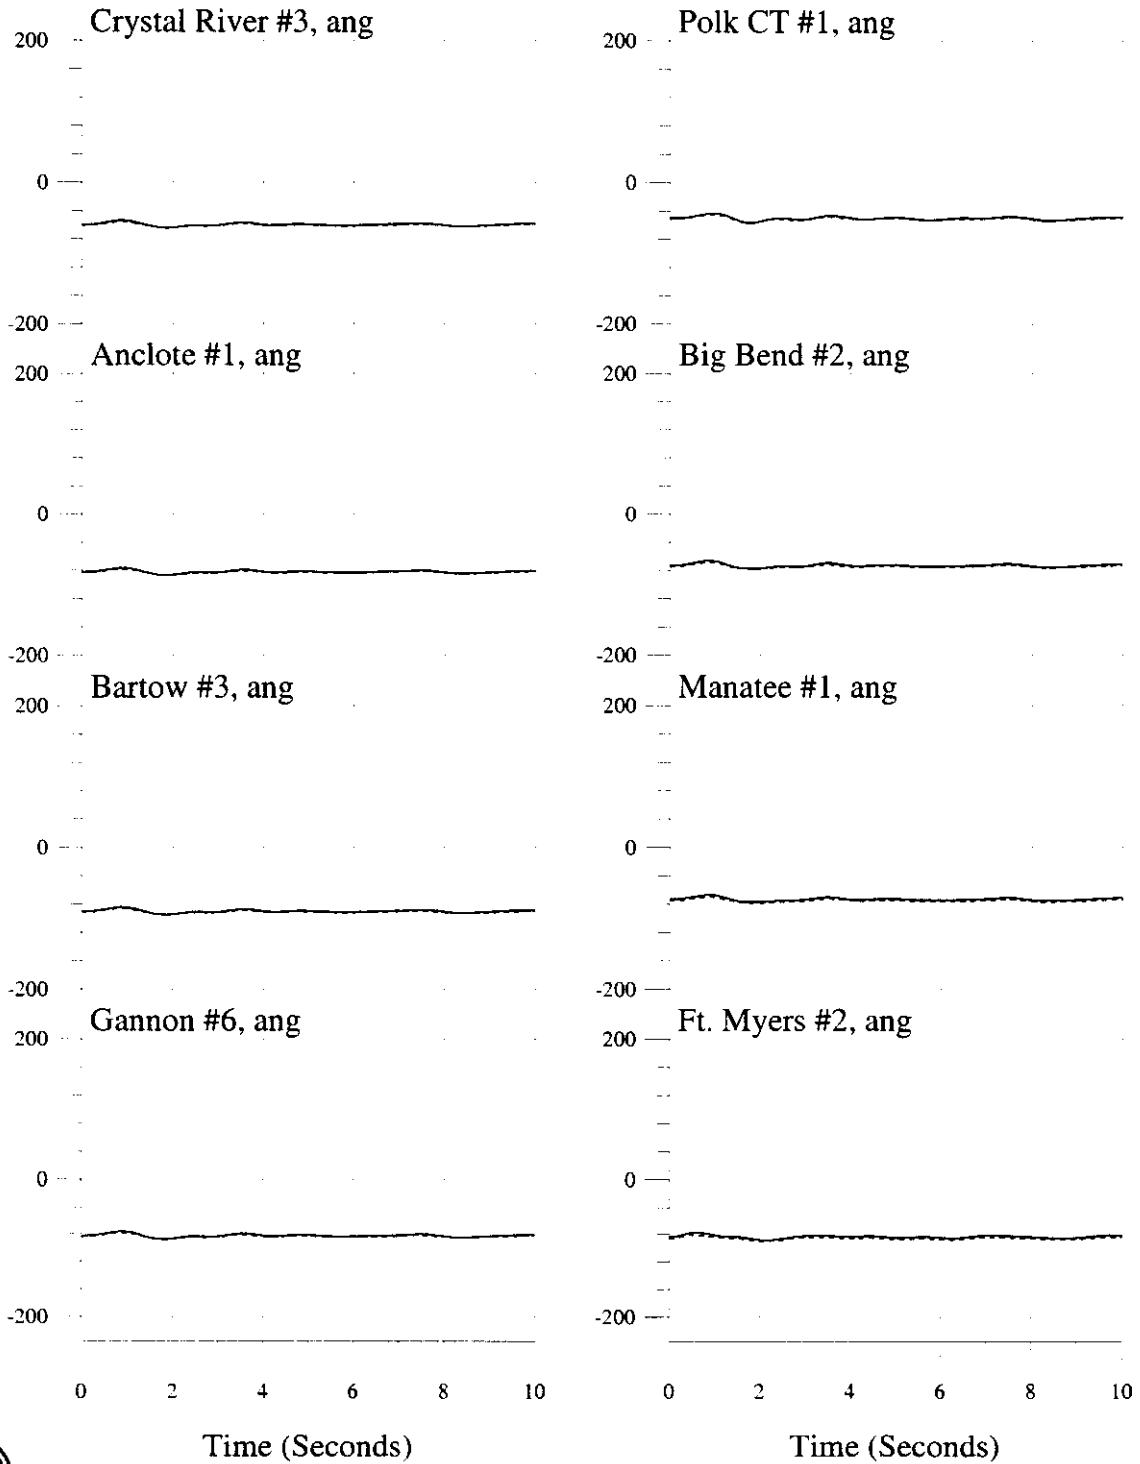 Crystal River #3, ang
200
0
-200
Anclote #1, ang
200
0
-200
Bartow #3, ang
200
0
-200
Gannon #6, ang
200
0
-200
0 2 4 6 8 10
Time (Seconds)
Polk CT #1, ang
200
0
-200
Big Bend #2, ang
200
0
-200
Manatee #1, ang
200
0
-200
Ft. Myers #2, ang
200
0
-200
0 2 4 6 8 10
Time (Seconds)